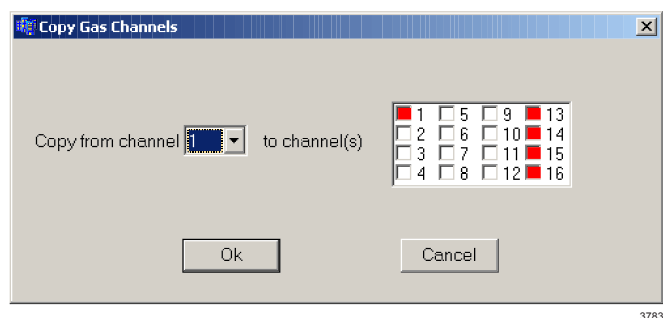 Copy Gas Channels
1 5 9 13
Copy from channel 1 to channel(s)
2 6 10 14
3 7 11 15
4 8 12 16
Ok Cancel
3783